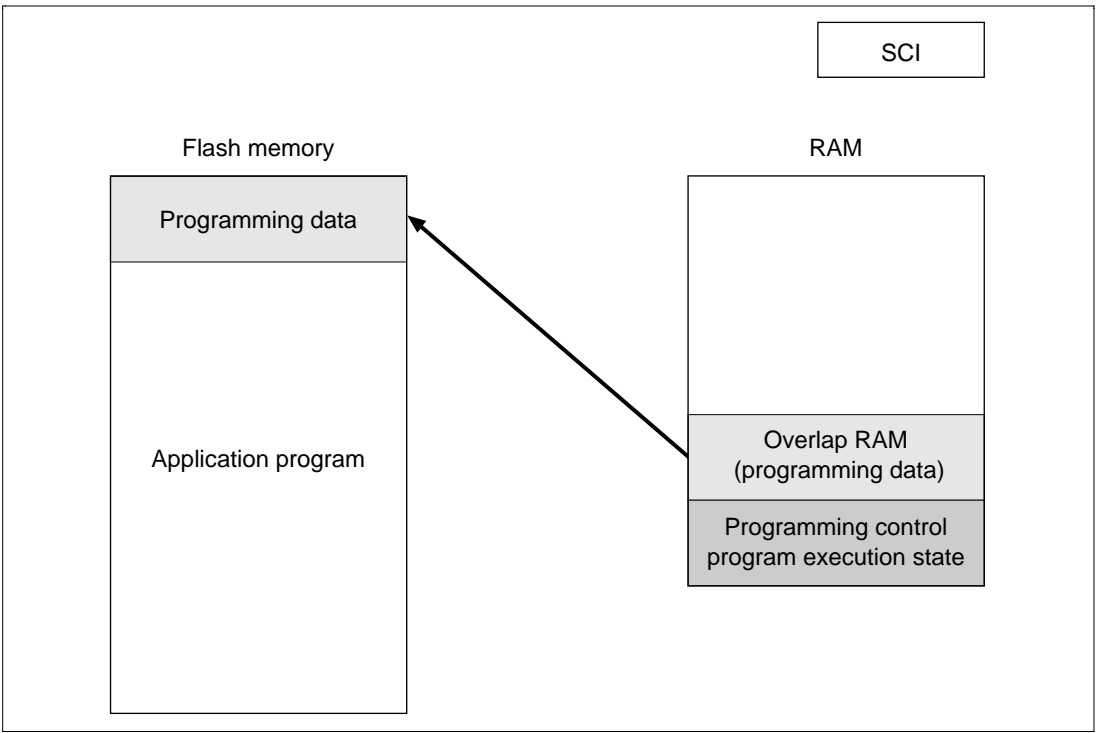 SCI
Flash memory
RAM
Programming data
Application program
Overlap RAM
(programming data)
Programming control
program execution state